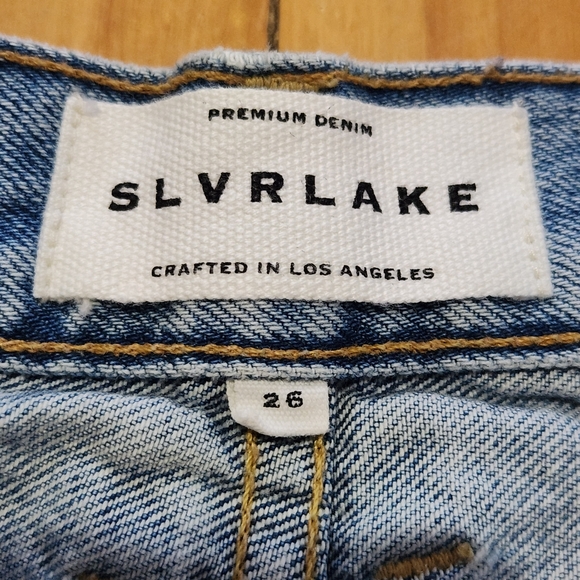 PREMIUM DENIM
SLVRLAKE
CRAFTED IN LOS ANGELES
26